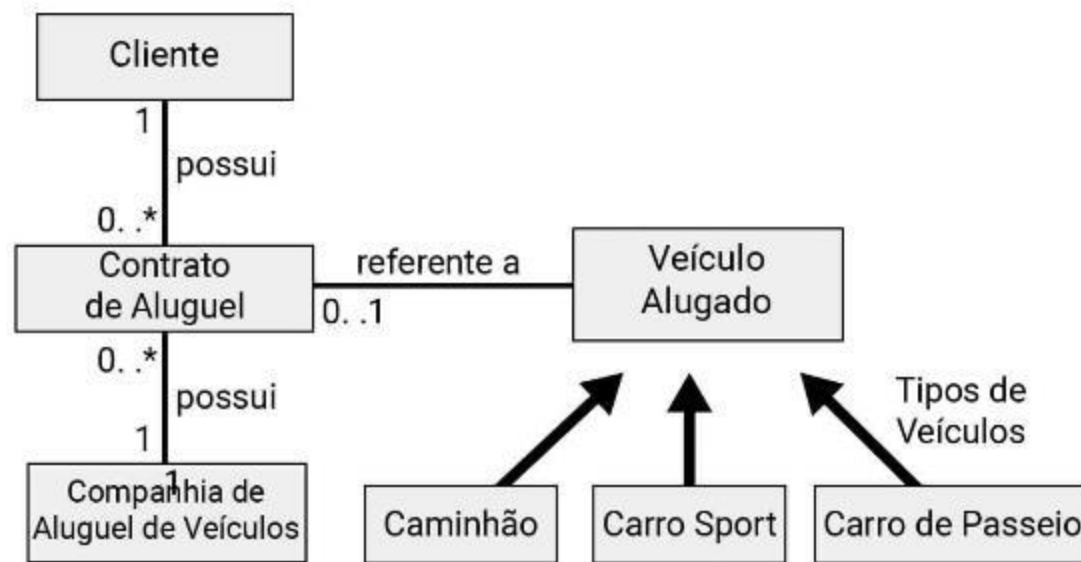 Cliente
1
possui
0. .*
Contrato
de Aluguel
referente a
0. .1
Veículo
Alugado
0. .*
possui
1
1
Companhia de
Aluguel de Veículos
Tipos de
Veículos
Caminhão
Carro Sport
Carro de Passeio